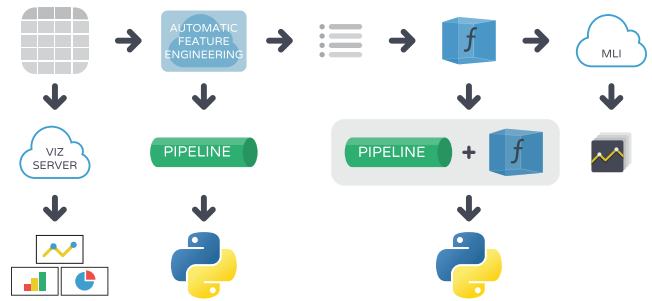 AUTOMATIC
FEATURE
ENGINEERING
f
MLI
VIZ
SERVER
PIPELINE
PIPELINE + f